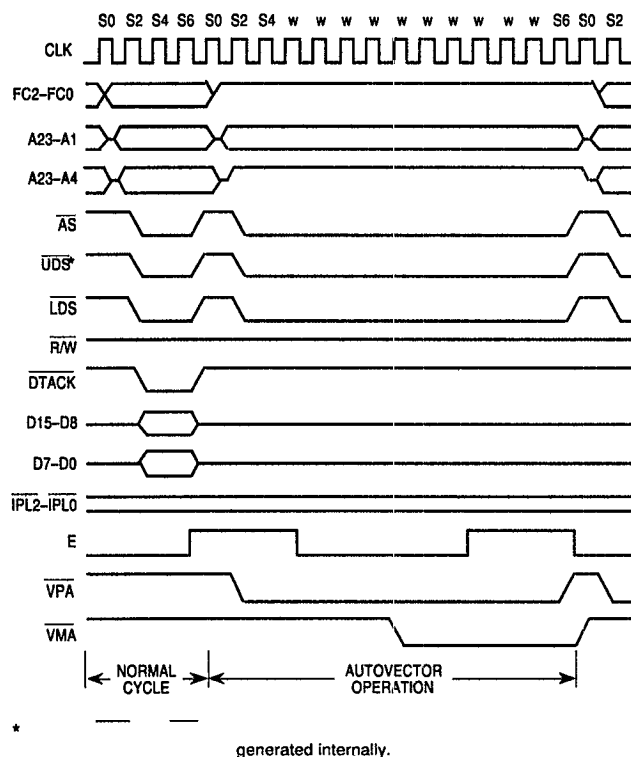 S0 S2 S4 S6 S0 S2 S4 w w w w w w w w w w S6 S0 S2
CLK
FC2–FC0
A23–A1
A23–A4
AS
UDS*
LDS
R/W
DTACK
D15–D8
D7–D0
IPL2–IPL0
E
VPA
VMA
NORMAL CYCLE
AUTOVECTOR OPERATION
*
generated internally.